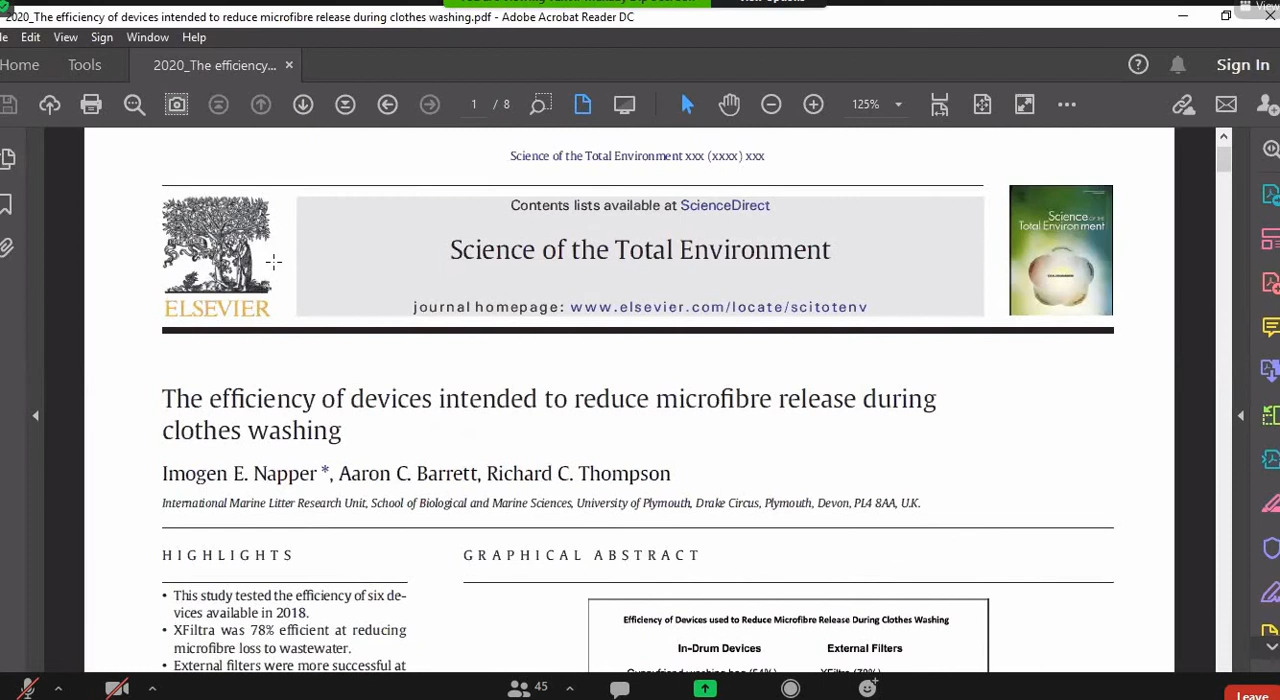 2020_The efficiency of devices intended to reduce microfibre release during clothes washing.pdf - Adobe Acrobat Reader DC
View
Edit View Sign Window Help
Home Tools 2020_The efficiency... ×
Sign In
1 / 8
125%
Science of the Total Environment xxx (xxxx) xxx
Contents lists available at ScienceDirect
Science of the Total Environment
journal homepage: www.elsevier.com/locate/scitotenv
ELSEVIER
Science OF THE
Total Environment
The efficiency of devices intended to reduce microfibre release during
clothes washing
Imogen E. Napper *, Aaron C. Barrett, Richard C. Thompson
International Marine Litter Research Unit, School of Biological and Marine Sciences, University of Plymouth, Drake Circus, Plymouth, Devon, PL4 8AA, U.K.
HIGHLIGHTS
• This study tested the efficiency of six de-
vices available in 2018.
• XFiltra was 78% efficient at reducing
microfibre loss to wastewater.
• External filters were more successful at
GRAPHICAL ABSTRACT
Efficiency of Devices used to Reduce Microfibre Release During Clothes Washing
In-Drum Devices External Filters
45
Leave